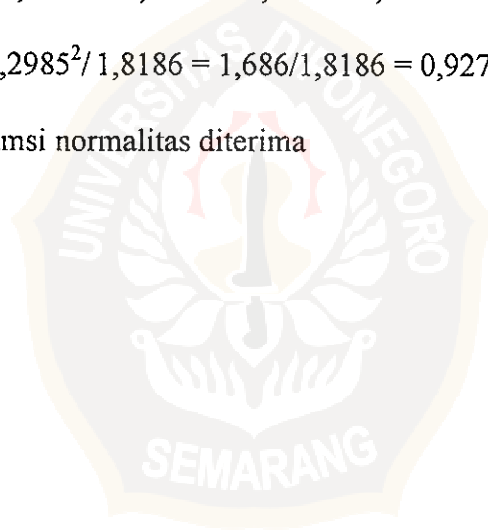 ,2985²/ 1,8186 = 1,686/1,8186 = 0,927
msi normalitas diterima
UNIVERSITAS DIPONEGORO
SEMARANG